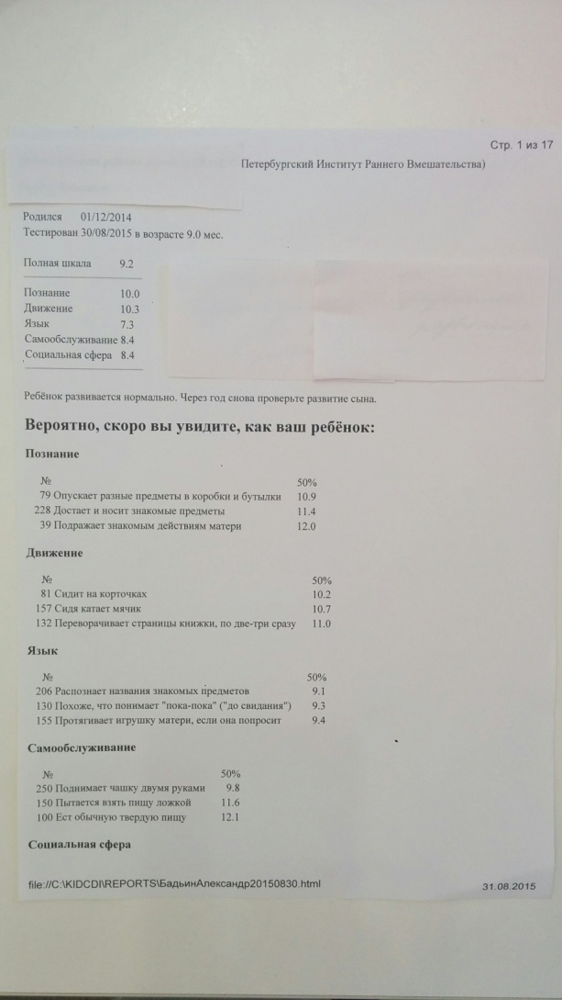 Стр. 1 из 17
Петербургский Институт Раннего Вмешательства)
Родился 01/12/2014
Тестирован 30/08/2015 в возрасте 9.0 мес.
Полная шкала 9.2
Познание 10.0
Движение 10.3
Язык 7.3
Самообслуживание 8.4
Социальная сфера 8.4
Ребёнок развивается нормально. Через год снова проверьте развитие сына.
Вероятно, скоро вы увидите, как ваш ребёнок:
Познание
№ 50%
79 Опускает разные предметы в коробки и бутылки 10.9
228 Достает и носит знакомые предметы 11.4
39 Подражает знакомым действиям матери 12.0
Движение
№ 50%
81 Сидит на корточках 10.2
157 Сидя катает мячик 10.7
132 Переворачивает страницы книжки, по две-три сразу 11.0
Язык
№ 50%
206 Распознает названия знакомых предметов 9.1
130 Похоже, что понимает "пока-пока" ("до свидания") 9.3
155 Протягивает игрушку матери, если она попросит 9.4
Самообслуживание
№ 50%
250 Поднимает чашку двумя руками 9.8
150 Пытается взять пищу ложкой 11.6
100 Ест обычную твердую пищу 12.1
Социальная сфера
file://C:\KIDCDI\REPORTS\БадьинАлександр20150830.html 31.08.2015